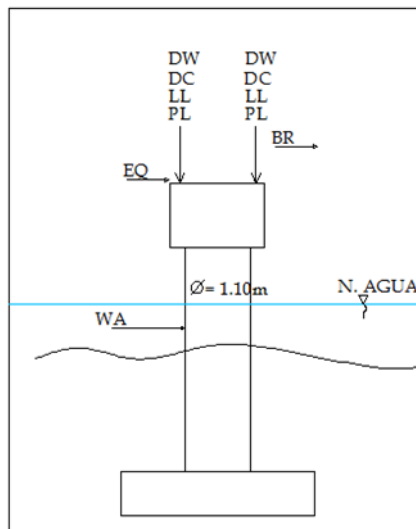 DW DW
DC DC
LL LL
PL PL
BR
EQ
Ø= 1.10m
N. AGUA
WA